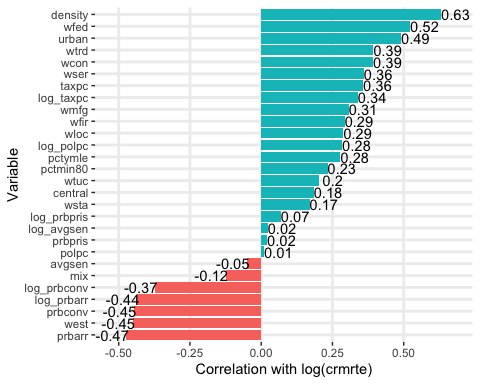 density 0.63
wfed 0.52
urban 0.49
wtrd 0.39
wcon 0.39
wser 0.36
taxpc 0.36
log_taxpc 0.34
wmfg 0.31
wfir 0.29
wloc 0.29
log_polpc 0.28
pctymle 0.28
pctmin80 0.23
wtuc 0.2
central 0.18
wsta 0.17
log_prbpris 0.07
log_avgsen 0.02
prbpris 0.02
polpc 0.01
avgsen -0.05
mix -0.12
log_prbconv -0.37
log_prbarr -0.44
prbconv -0.45
west -0.45
prbarr -0.47
Variable
-0.50 -0.25 0.00 0.25 0.50
Correlation with log(crmrte)